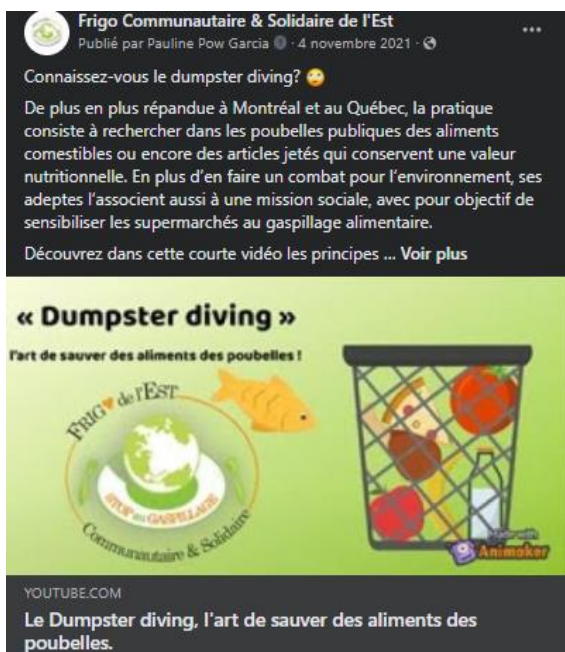 Frigo Communautaire & Solidaire de l'Est
Publié par Pauline Pow Garcia · 4 novembre 2021 ·
Connaissez-vous le dumpster diving? 🙄
De plus en plus répandue à Montréal et au Québec, la pratique
consiste à rechercher dans les poubelles publiques des aliments
comestibles ou encore des articles jetés qui conservent une valeur
nutritionnelle. En plus d'en faire un combat pour l'environnement, ses
adeptes l'associent aussi à une mission sociale, avec pour objectif de
sensibiliser les supermarchés au gaspillage alimentaire.
Découvrez dans cette courte vidéo les principes ... Voir plus
« Dumpster diving »
l'art de sauver des aliments des poubelles !
FRIGO de l'EST
STOP au GASPILLAGE
Communautaire & Solidaire
Made with
Animaker
YOUTUBE.COM
Le Dumpster diving, l'art de sauver des aliments des
poubelles.